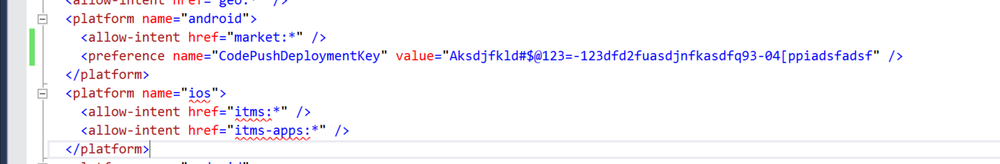 <allow-intent href="geo:*" />
<platform name="android">
<allow-intent href="market:*" />
<preference name="CodePushDeploymentKey" value="Aksdjfkld#$@123=-123dfd2fuasdjnfkasdfq93-04[ppiadsfadsf" />
</platform>
<platform name="ios">
<allow-intent href="itms:*" />
<allow-intent href="itms-apps:*" />
</platform>